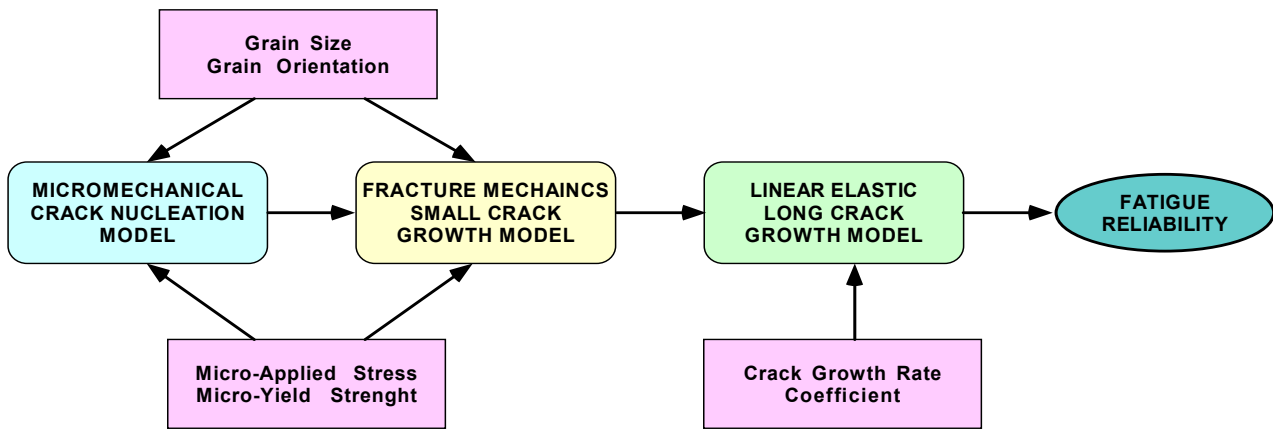 Grain Size
Grain Orientation
MICROMECHANICAL
CRACK NUCLEATION
MODEL
FRACTURE MECHAINCS
SMALL CRACK
GROWTH MODEL
LINEAR ELASTIC
LONG CRACK
GROWTH MODEL
FATIGUE
RELIABILITY
Micro-Applied Stress
Micro-Yield Strenght
Crack Growth Rate
Coefficient